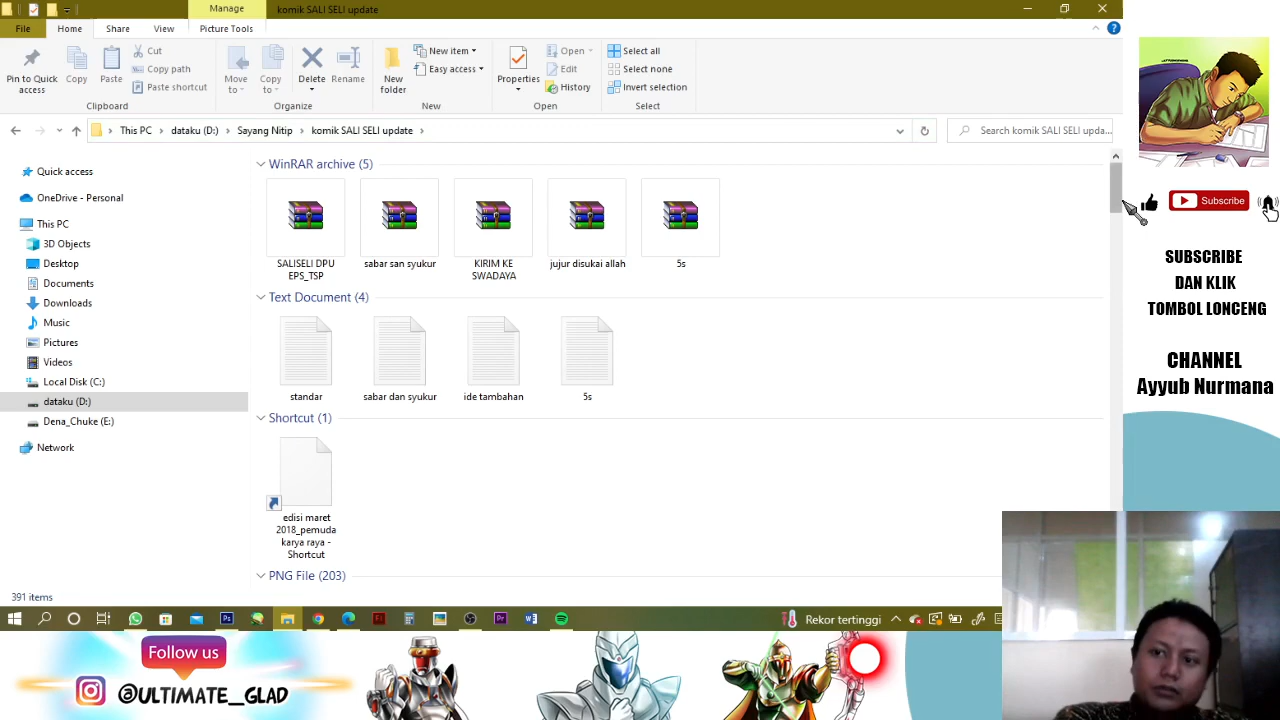 Manage
komik SALI SELI update
File
Home
Share
View
Picture Tools
Pin to Quick access
Copy
Paste
Cut
Copy path
Paste shortcut
Clipboard
Move to
Copy to
Delete
Rename
Organize
New folder
New item
Easy access
New
Properties
Open
Edit
History
Open
Select all
Select none
Invert selection
Select
This PC > dataku (D:) > Sayang Nitip > komik SALI SELI update >
Search komik SALI SELI upda...
Quick access
OneDrive - Personal
This PC
3D Objects
Desktop
Documents
Downloads
Music
Pictures
Videos
Local Disk (C:)
dataku (D:)
Dena_Chuke (E:)
Network
WinRAR archive (5)
SALISELI DPU EPS_TSP
sabar san syukur
KIRIM KE SWADAYA
jujur disukai allah
5s
Text Document (4)
standar
sabar dan syukur
ide tambahan
5s
Shortcut (1)
edisi maret
2018_pemuda
karya raya -
Shortcut
PNG File (203)
391 items
Rekor tertinggi
Subscribe
SUBSCRIBE
DAN KLIK
TOMBOL LONCENG
CHANNEL
Ayyub Nurmana
Follow us
@ULTIMATE_GLAD